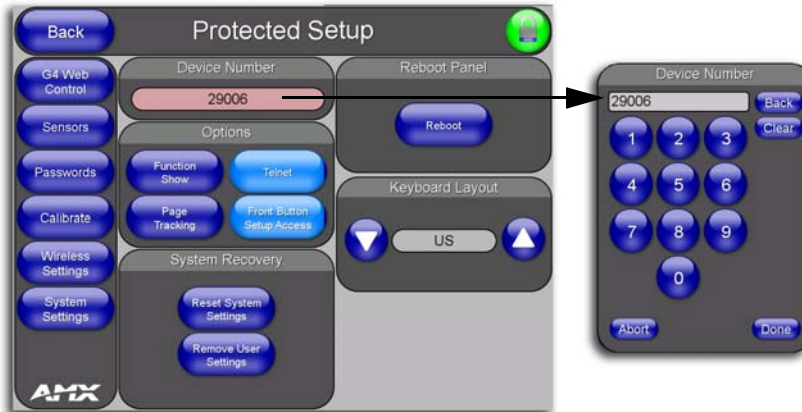 Back
Protected Setup
G4 Web
Control
Sensors
Passwords
Calibrate
Wireless
Settings
System
Settings
AMX
Device Number
29006
Options
Function
Show
Telnet
Page
Tracking
Front Button
Setup Access
System Recovery
Reset System
Settings
Remove User
Settings
Reboot Panel
Reboot
Keyboard Layout
US
Device Number
29006
Back
Clear
1 2 3
4 5 6
7 8 9
0
Abort
Done